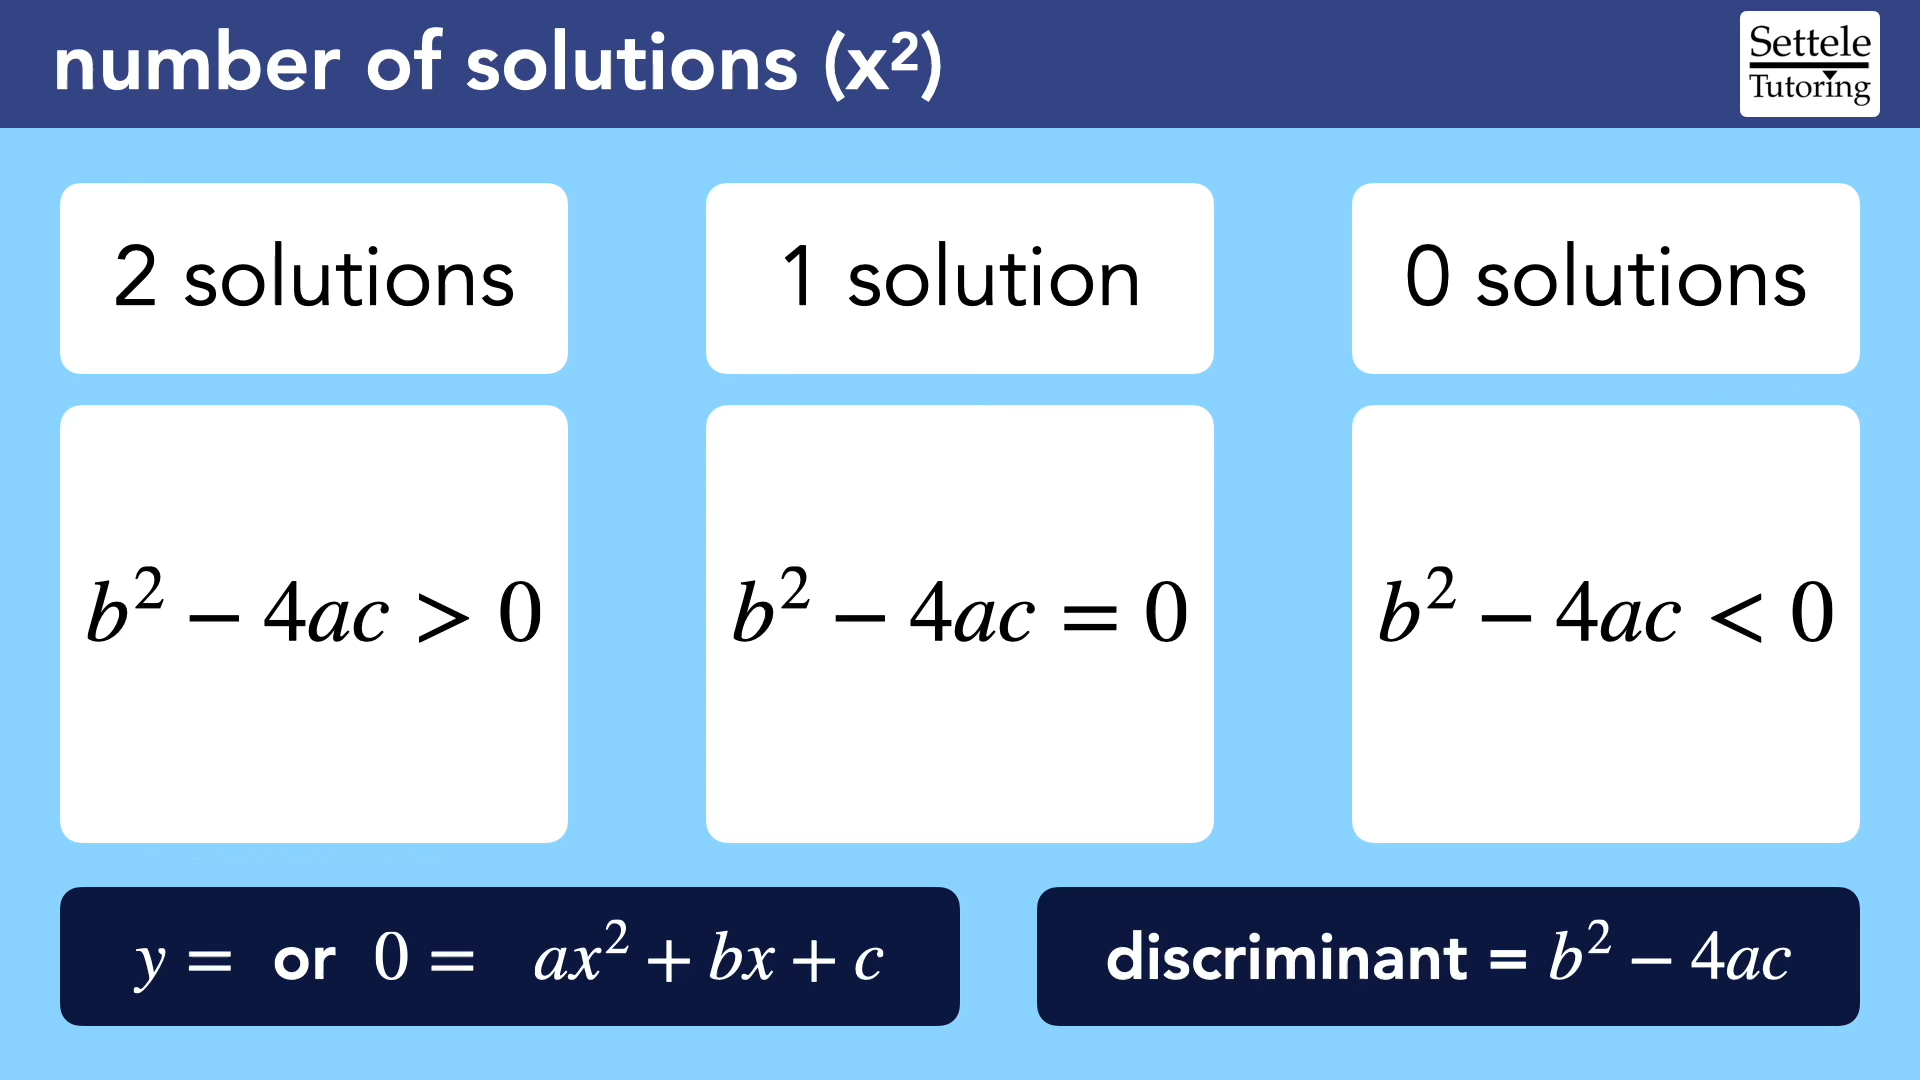 number of solutions (x²)
Settele
Tutoring
2 solutions
1 solution
0 solutions
b² − 4ac > 0
b² − 4ac = 0
b² − 4ac < 0
y = or 0 = ax² + bx + c
discriminant = b² − 4ac